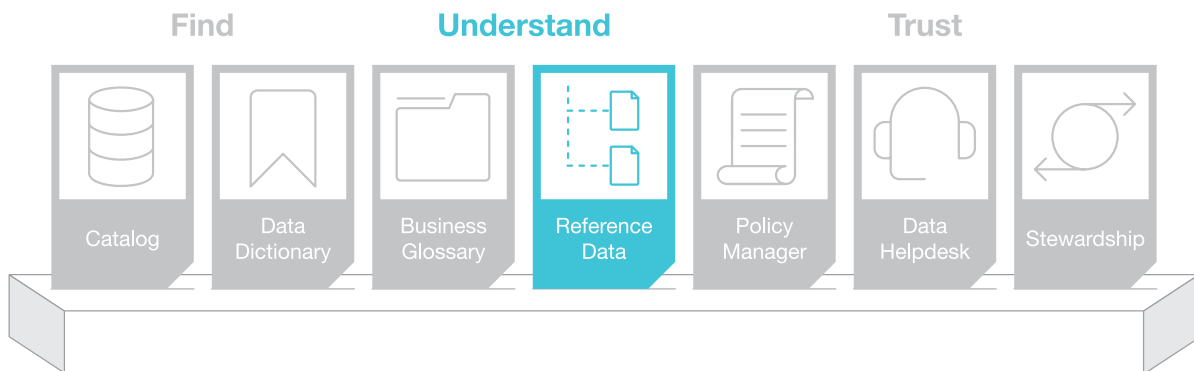 Find
Understand
Trust
Catalog
Data
Dictionary
Business
Glossary
Reference
Data
Policy
Manager
Data
Helpdesk
Stewardship